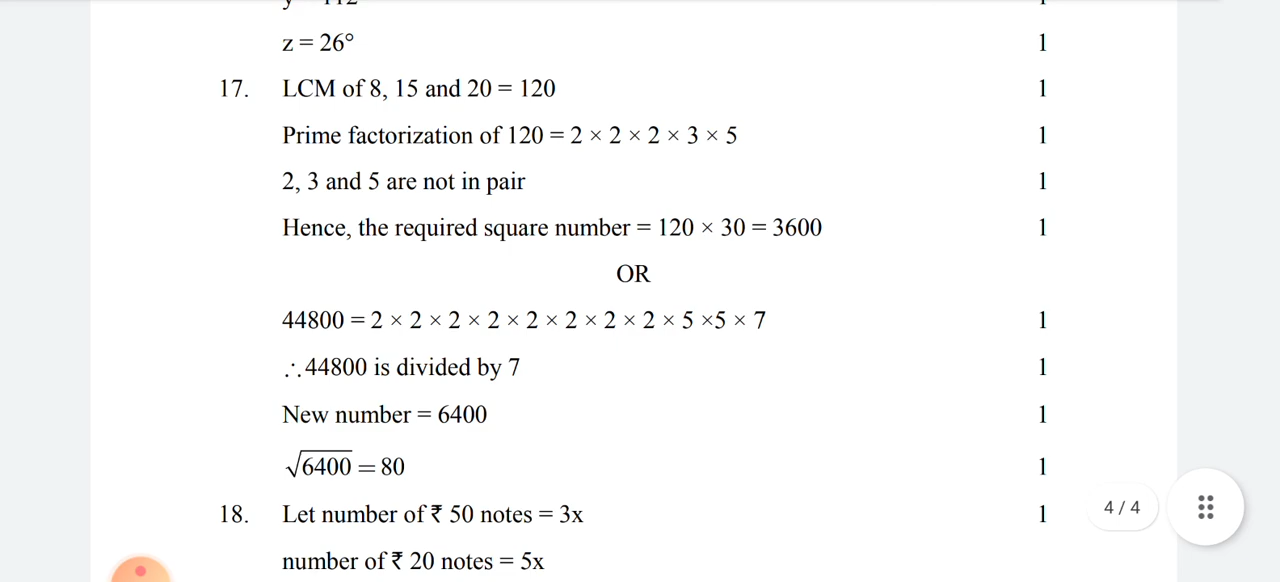 z = 26° 1
17. LCM of 8, 15 and 20 = 120 1
Prime factorization of 120 = 2 × 2 × 2 × 3 × 5 1
2, 3 and 5 are not in pair 1
Hence, the required square number = 120 × 30 = 3600 1
OR
44800 = 2 × 2 × 2 × 2 × 2 × 2 × 2 × 2 × 5 ×5 × 7 1
∴44800 is divided by 7 1
New number = 6400 1
√6400 = 80 1
18. Let number of ₹ 50 notes = 3x 1
4 / 4
number of ₹ 20 notes = 5x